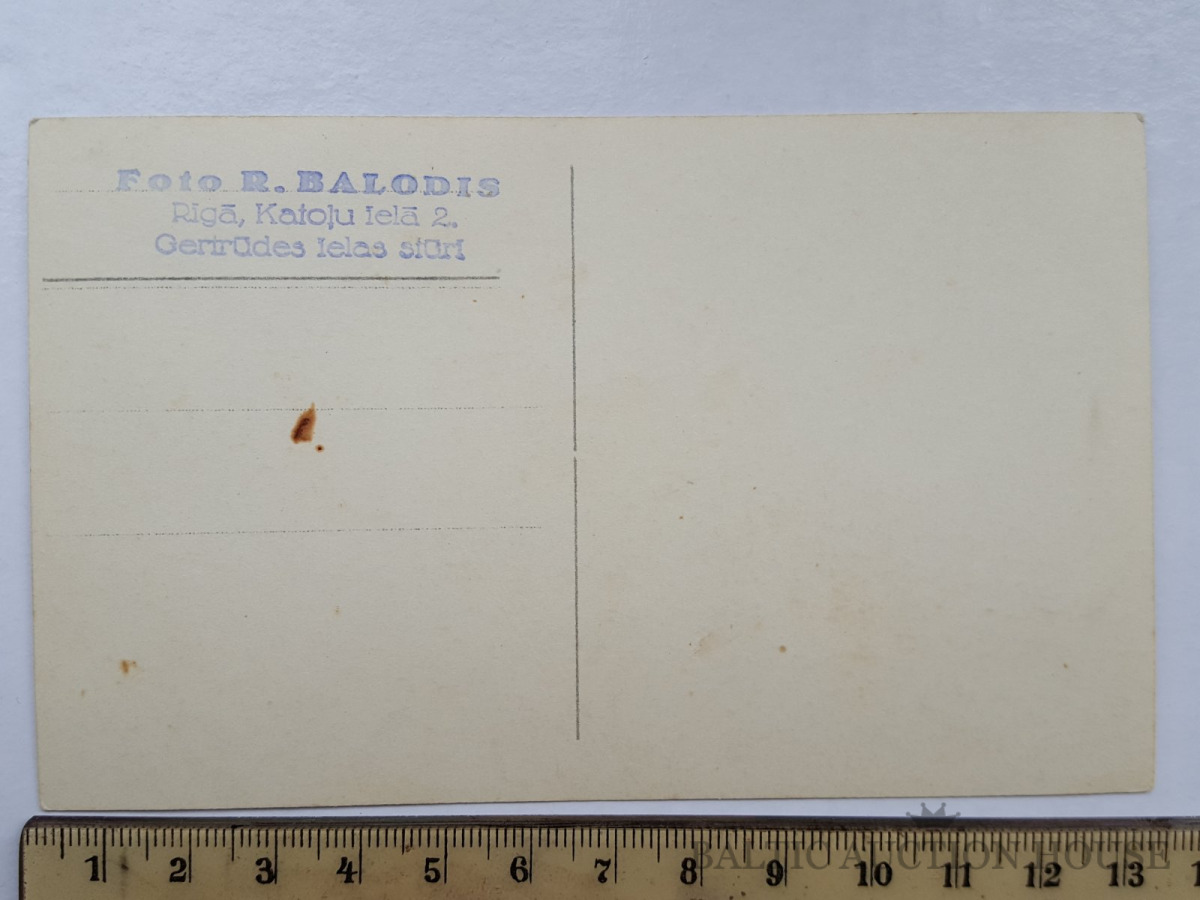 Foto R. BALODIS
Rīgā, Katoļu ielā 2.
Ģertrūdes ielas stūrī
1 2 3 4 5 6 7 8 9 10 11 12 13 1
BALTIC AUCTION HOUSE